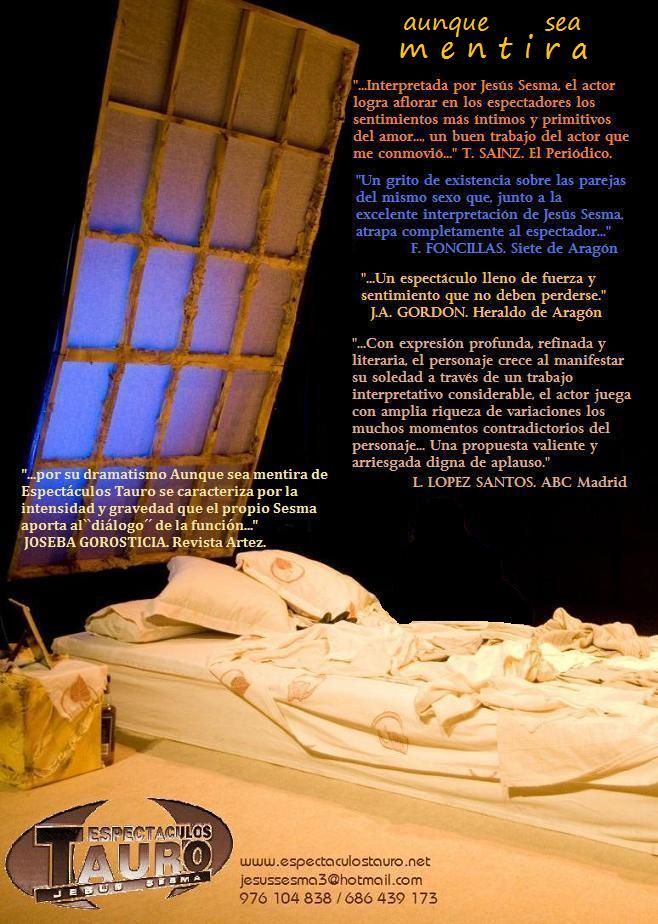 aunque sea
mentira
"...Interpretada por Jesús Sesma, el actor
logra aflorar en los espectadores los
sentimientos más íntimos y primitivos
del amor..., un buen trabajo del actor que
me conmovió..." T. SAINZ. El Periódico.
"Un grito de existencia sobre las parejas
del mismo sexo que, junto a la
excelente interpretación de Jesús Sesma,
atrapa completamente al espectador..."
F. FONCILLAS. Siete de Aragón
"...Un espectáculo lleno de fuerza y
sentimiento que no deben perderse."
J.A. GORDON. Heraldo de Aragón
"...Con expresión profunda, refinada y
literaria, el personaje crece al manifestar
su soledad a través de un trabajo
interpretativo considerable, el actor juega
con amplia riqueza de variaciones los
muchos momentos contradictorios del
personaje... Una propuesta valiente y
arriesgada digna de aplauso."
L. LOPEZ SANTOS. ABC Madrid
"...por su dramatismo Aunque sea mentira de
Espectáculos Tauro se caracteriza por la
intensidad y gravedad que el propio Sesma
aporta al``diálogo´´ de la función..."
JOSEBA GOROSTICIA. Revista Artez.
ESPECTACULOS
TAURO
JESUS SESMA
www.espectaculostauro.net
jesussesma3@hotmail.com
976 104 838 / 686 439 173